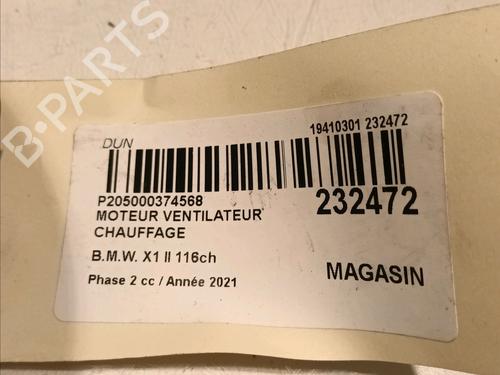 B-PARTS
DUN
19410301 232472
P205000374568
232472
MOTEUR VENTILATEUR
CHAUFFAGE
B.M.W. X1 II 116ch
MAGASIN
Phase 2 cc / Année 2021